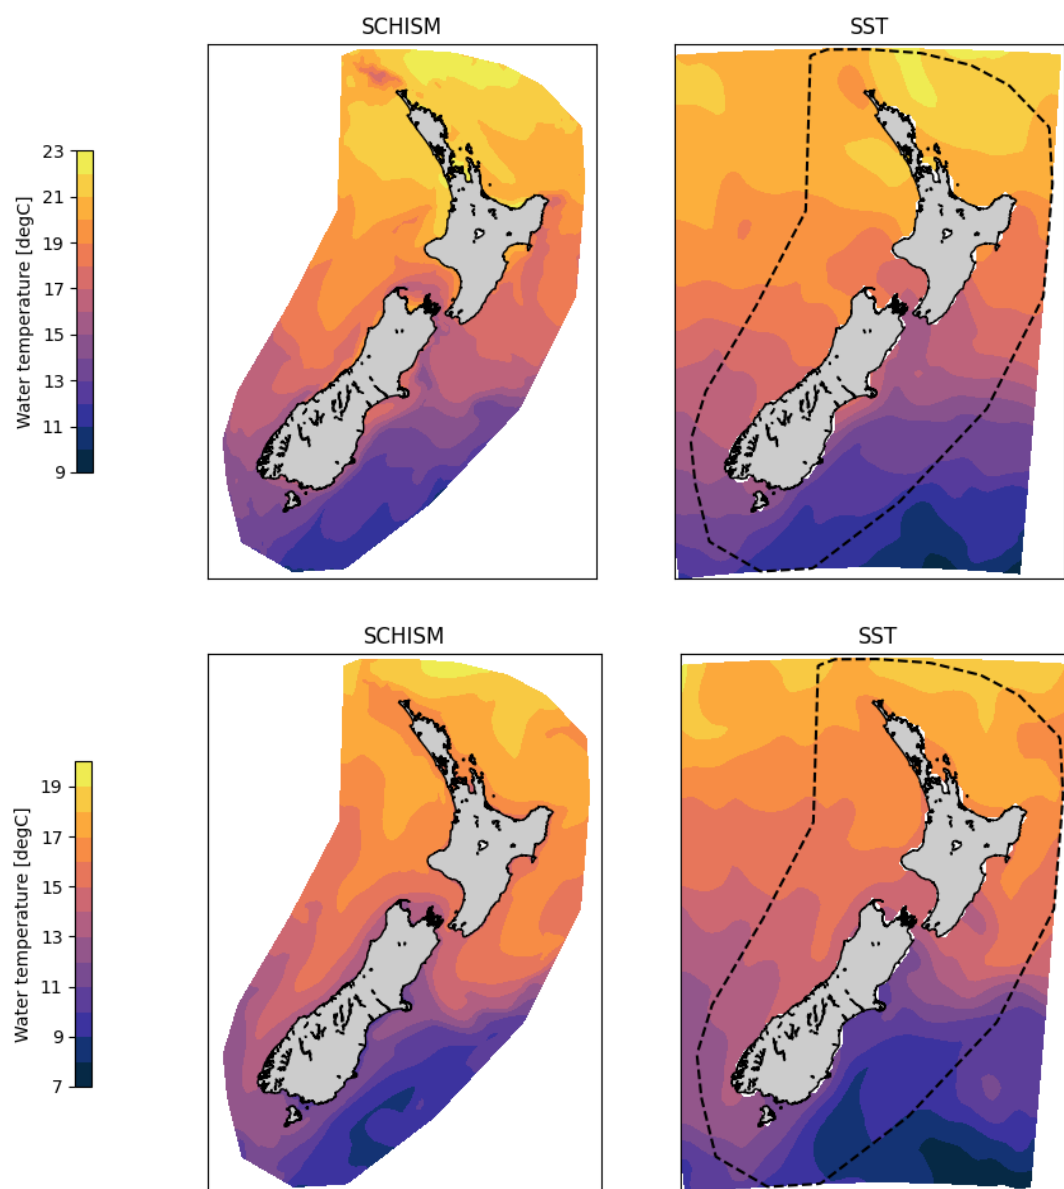 SCHISM
SST
Water temperature [degC]
23
21
19
17
15
13
11
9
SCHISM
SST
Water temperature [degC]
19
17
15
13
11
9
7